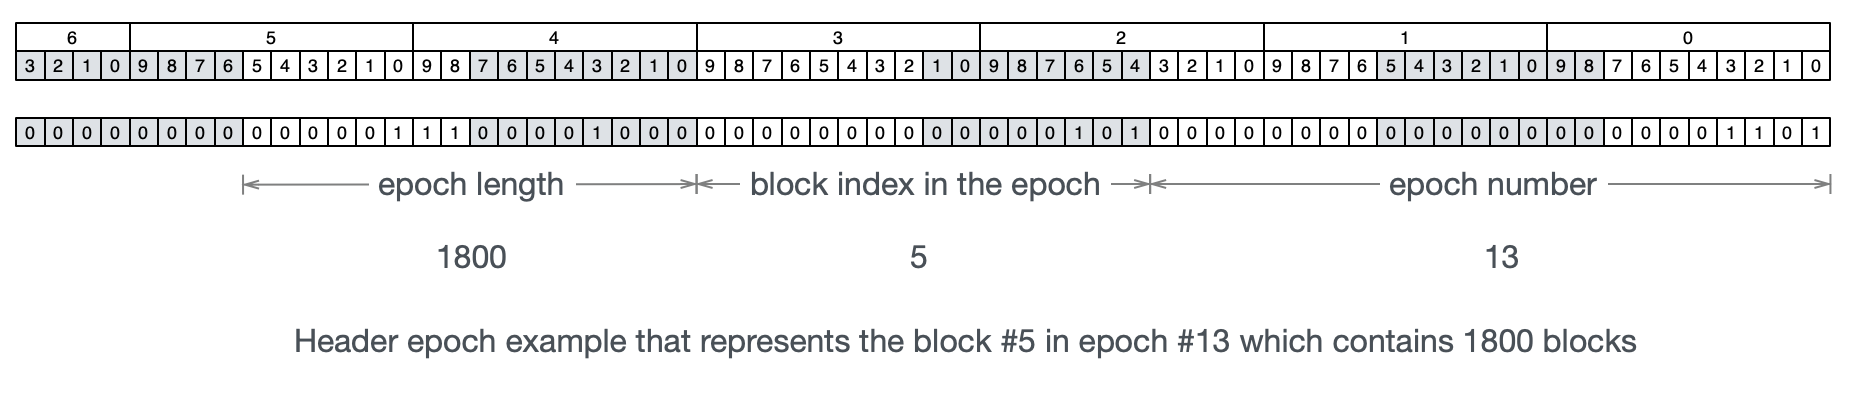 6 5 4 3 2 1 0
3 2 1 0 9 8 7 6 5 4 3 2 1 0 9 8 7 6 5 4 3 2 1 0 9 8 7 6 5 4 3 2 1 0 9 8 7 6 5 4 3 2 1 0 9 8 7 6 5 4 3 2 1 0 9 8 7 6 5 4 3 2 1 0
0 0 0 0 0 0 0 0 0 0 0 0 0 1 1 1 0 0 0 0 1 0 0 0 0 0 0 0 0 0 0 0 0 0 0 0 0 1 0 1 0 0 0 0 0 0 0 0 0 0 0 0 0 0 0 0 0 0 0 0 1 1 0 1
epoch length block index in the epoch epoch number
1800 5 13
Header epoch example that represents the block #5 in epoch #13 which contains 1800 blocks